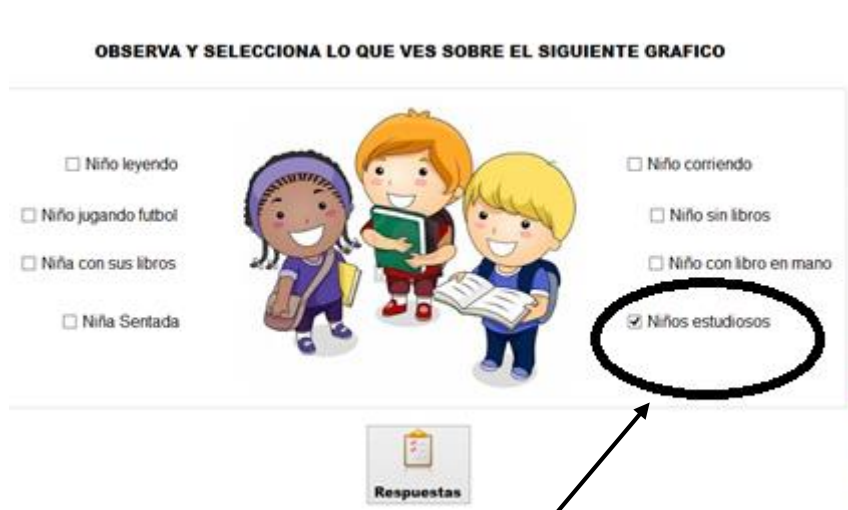 OBSERVA Y SELECCIONA LO QUE VES SOBRE EL SIGUIENTE GRAFICO
Niño leyendo
Niño jugando futbol
Niña con sus libros
Niña Sentada
Niño corriendo
Niño sin libros
Niño con libro en mano
Niños estudiosos
Respuestas